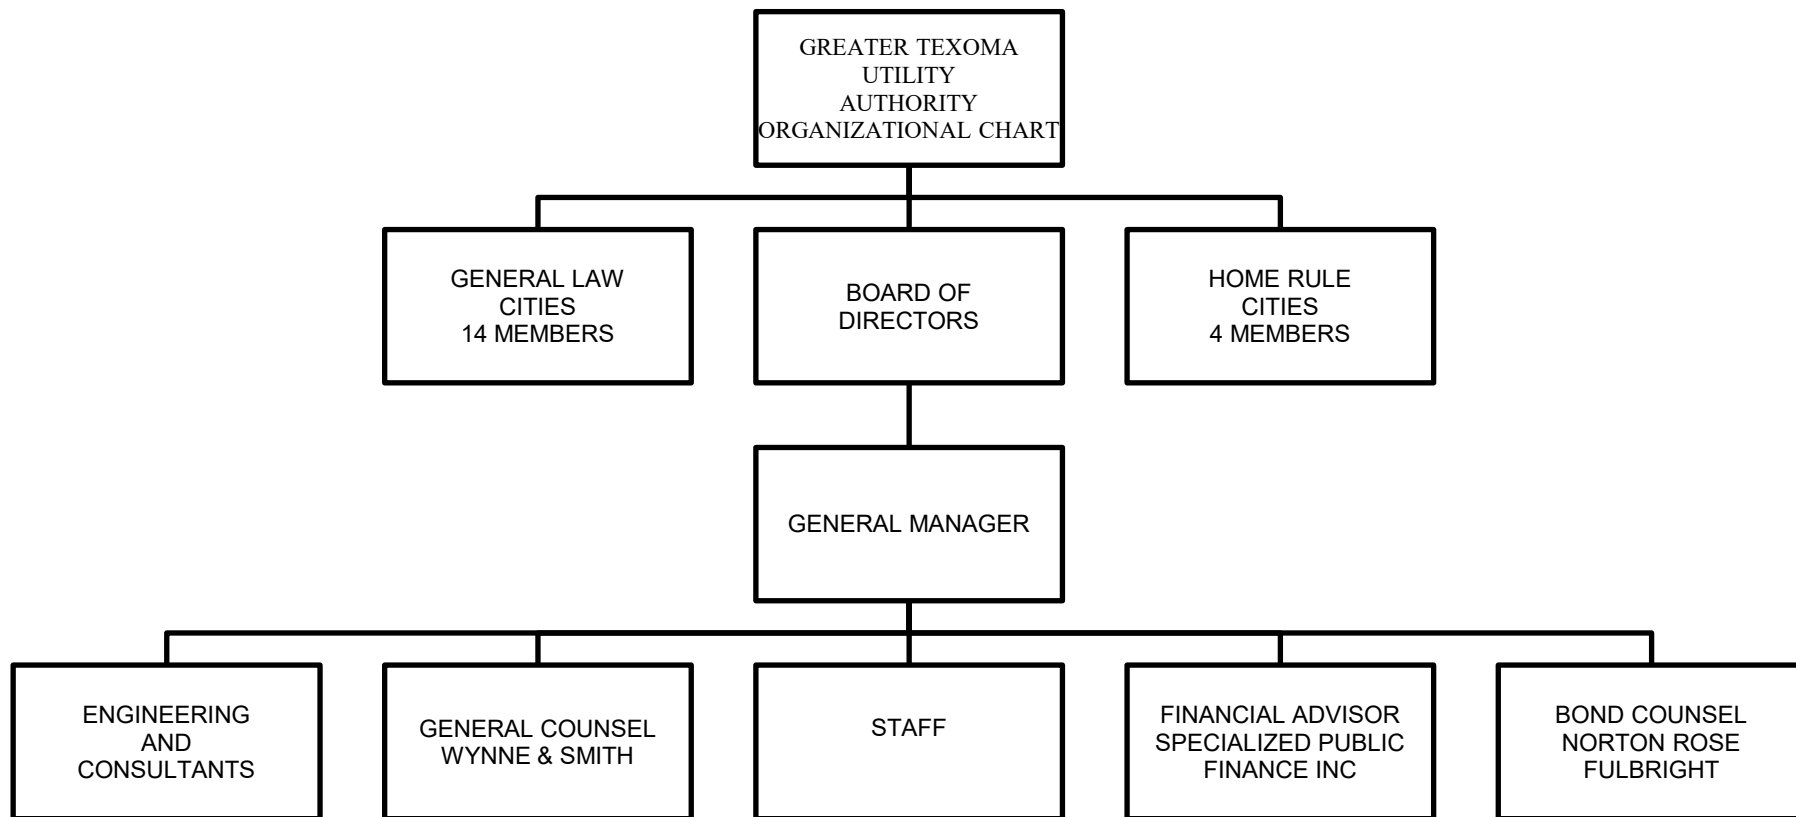 GREATER TEXOMA
UTILITY
AUTHORITY
ORGANIZATIONAL CHART
GENERAL LAW
CITIES
14 MEMBERS
BOARD OF
DIRECTORS
HOME RULE
CITIES
4 MEMBERS
GENERAL MANAGER
ENGINEERING
AND
CONSULTANTS
GENERAL COUNSEL
WYNNE & SMITH
STAFF
FINANCIAL ADVISOR
SPECIALIZED PUBLIC
FINANCE INC
BOND COUNSEL
NORTON ROSE
FULBRIGHT